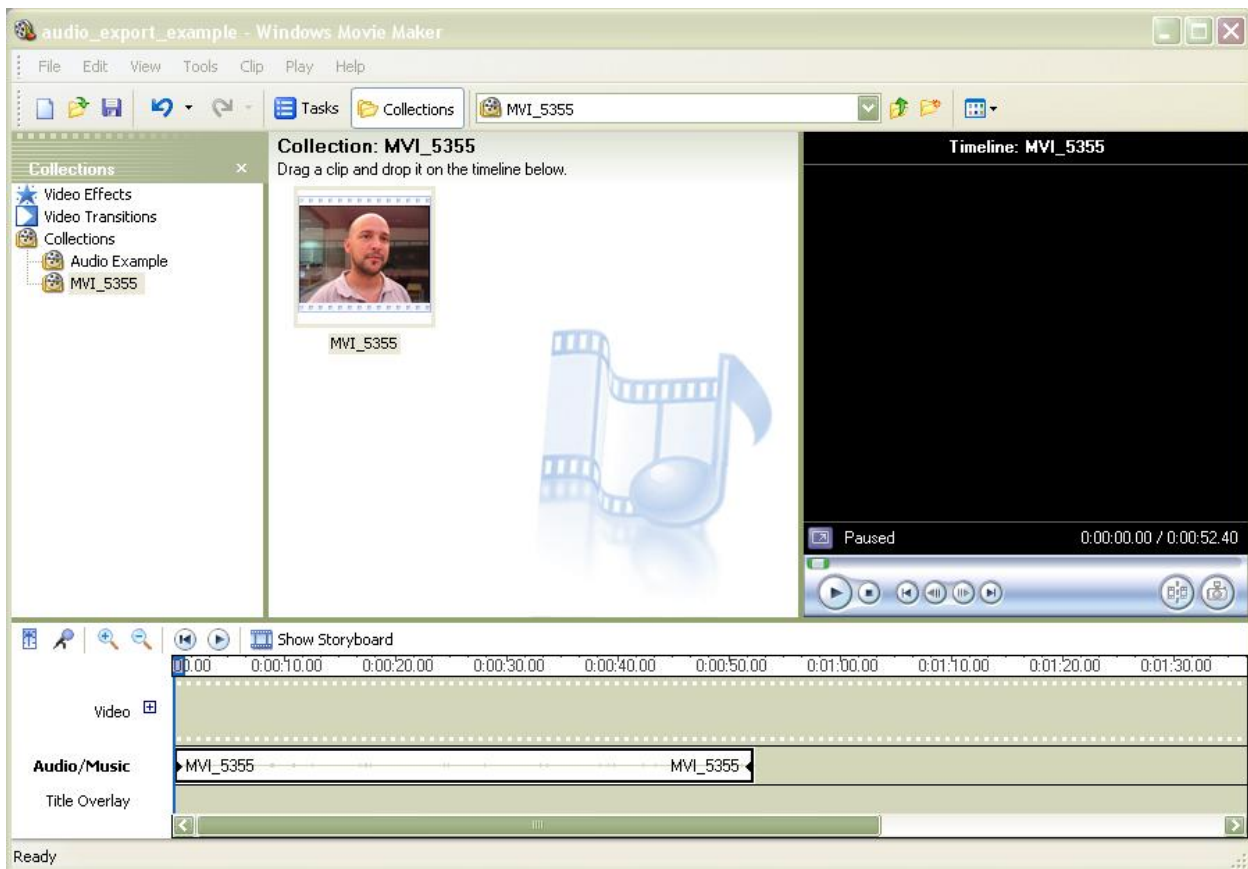 audio_export_example - Windows Movie Maker
File Edit View Tools Clip Play Help
Tasks Collections MVI_5355
Collections
Video Effects
Video Transitions
Collections
Audio Example
MVI_5355
Collection: MVI_5355
Drag a clip and drop it on the timeline below.
MVI_5355
Timeline: MVI_5355
Paused 0:00:00.00 / 0:00:52.40
Show Storyboard
0:00:10.00 0:00:20.00 0:00:30.00 0:00:40.00 0:00:50.00 0:01:00.00 0:01:10.00 0:01:20.00 0:01:30.00
Video
Audio/Music MVI_5355 MVI_5355
Title Overlay
Ready